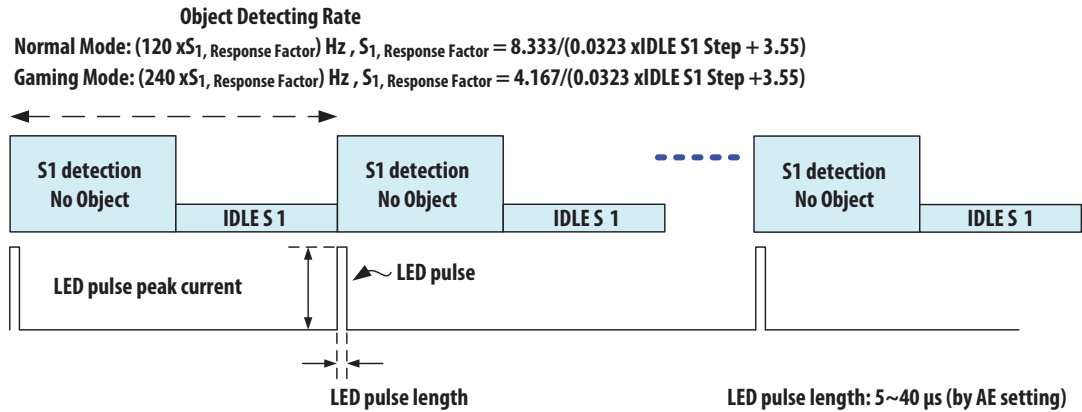 Object Detecting Rate
Normal Mode: (120 xS1, Response Factor) Hz , S1, Response Factor = 8.333/(0.0323 xIDLE S1 Step + 3.55)
Gaming Mode: (240 xS1, Response Factor) Hz , S1, Response Factor = 4.167/(0.0323 xIDLE S1 Step +3.55)
S1 detection
No Object
IDLE S 1
S1 detection
No Object
IDLE S 1
S1 detection
No Object
IDLE S 1
LED pulse peak current
LED pulse
LED pulse length
LED pulse length: 5~40 µs (by AE setting)